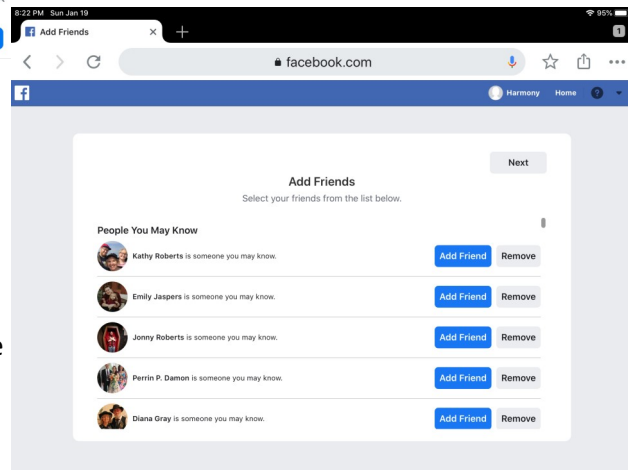 8:22 PM Sun Jan 19
95%
Add Friends
1
facebook.com
Harmony Home ?
Next
Add Friends
Select your friends from the list below.
People You May Know
Kathy Roberts is someone you may know. Add Friend Remove
Emily Jaspers is someone you may know. Add Friend Remove
Jonny Roberts is someone you may know. Add Friend Remove
Perrin P. Damon is someone you may know. Add Friend Remove
Diana Gray is someone you may know. Add Friend Remove